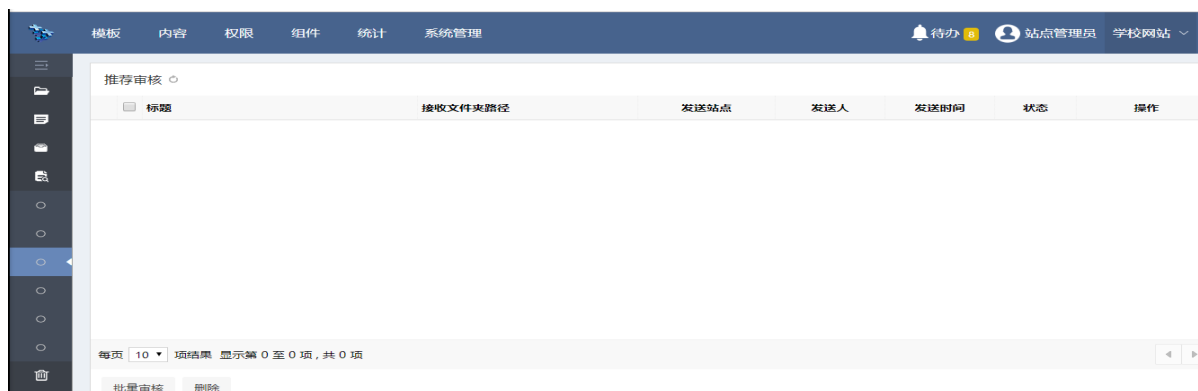 模板 内容 权限 组件 统计 系统管理 待办 8 站点管理员 学校网站
推荐审核
标题 接收文件夹路径 发送站点 发送人 发送时间 状态 操作
每页 10 项结果 显示第 0 至 0 项 , 共 0 项
批量审核 删除